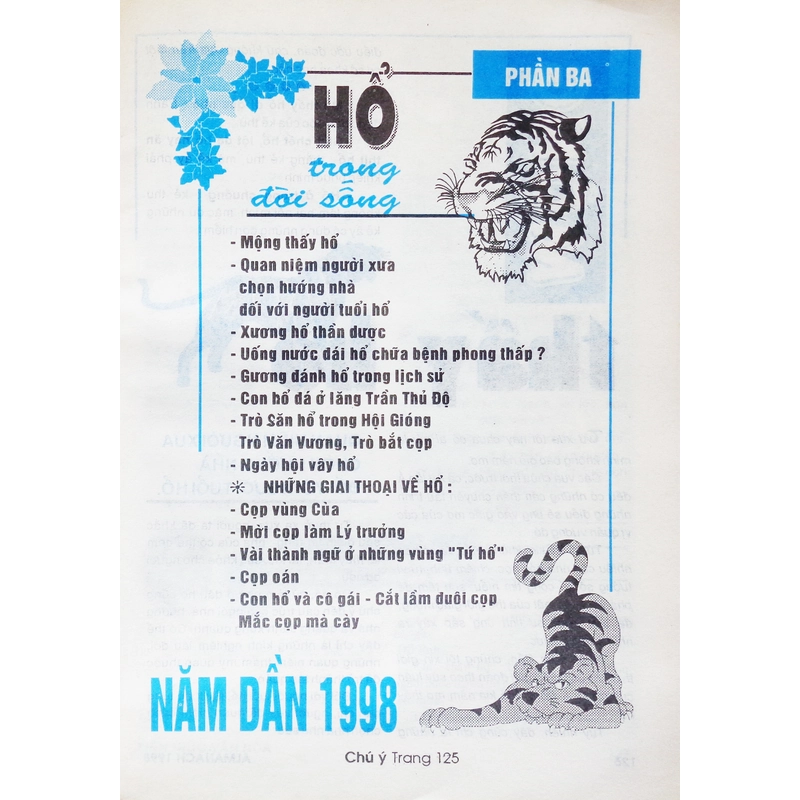 PHẦN BA
HỔ
trong
đời sống
- Mộng thấy hổ
- Quan niệm người xưa
chọn hướng nhà
đối với người tuổi hổ
- Xương hổ thần dược
- Uống nước đái hổ chữa bệnh phong thấp ?
- Gương đánh hổ trong lịch sử
- Con hổ đá ở lăng Trần Thủ Độ
- Trò Săn hổ trong Hội Gióng
Trò Văn Vương, Trò bắt cọp
- Ngày hội vây hổ
☼ NHỮNG GIAI THOẠI VỀ HỔ :
- Cọp vùng Cùa
- Mời cọp làm Lý trưởng
- Vài thành ngữ ở những vùng "Tứ hổ"
- Cọp oán
- Con hổ và cô gái - Cắt lầm đuôi cọp
Mắc cọp mà cày
NĂM DẦN 1998
Chú ý Trang 125